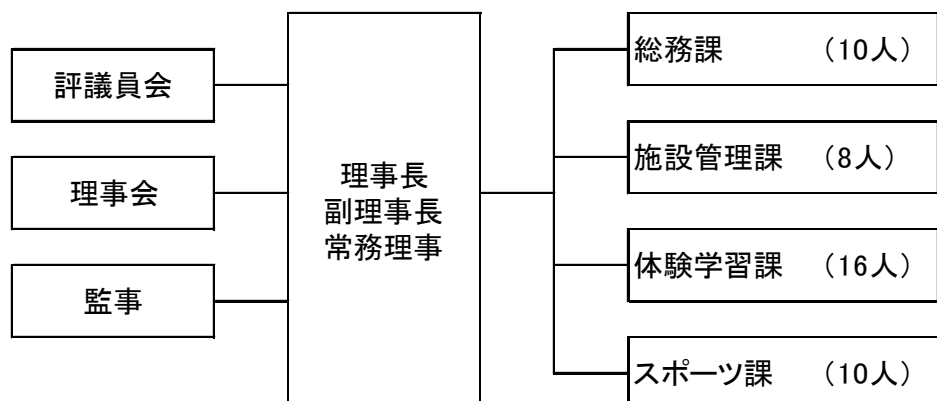 評議員会
理事会
監事
理事長
副理事長
常務理事
総務課 （10人）
施設管理課 （8人）
体験学習課 （16人）
スポーツ課 （10人）